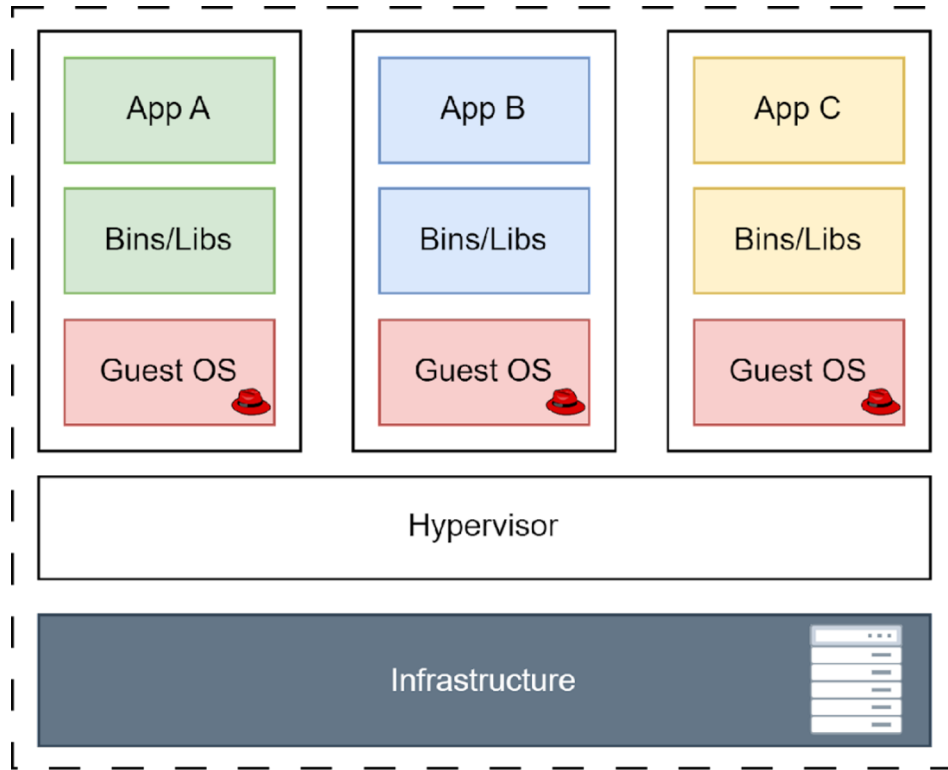 App A
App B
App C
Bins/Libs
Bins/Libs
Bins/Libs
Guest OS
Guest OS
Guest OS
Hypervisor
Infrastructure